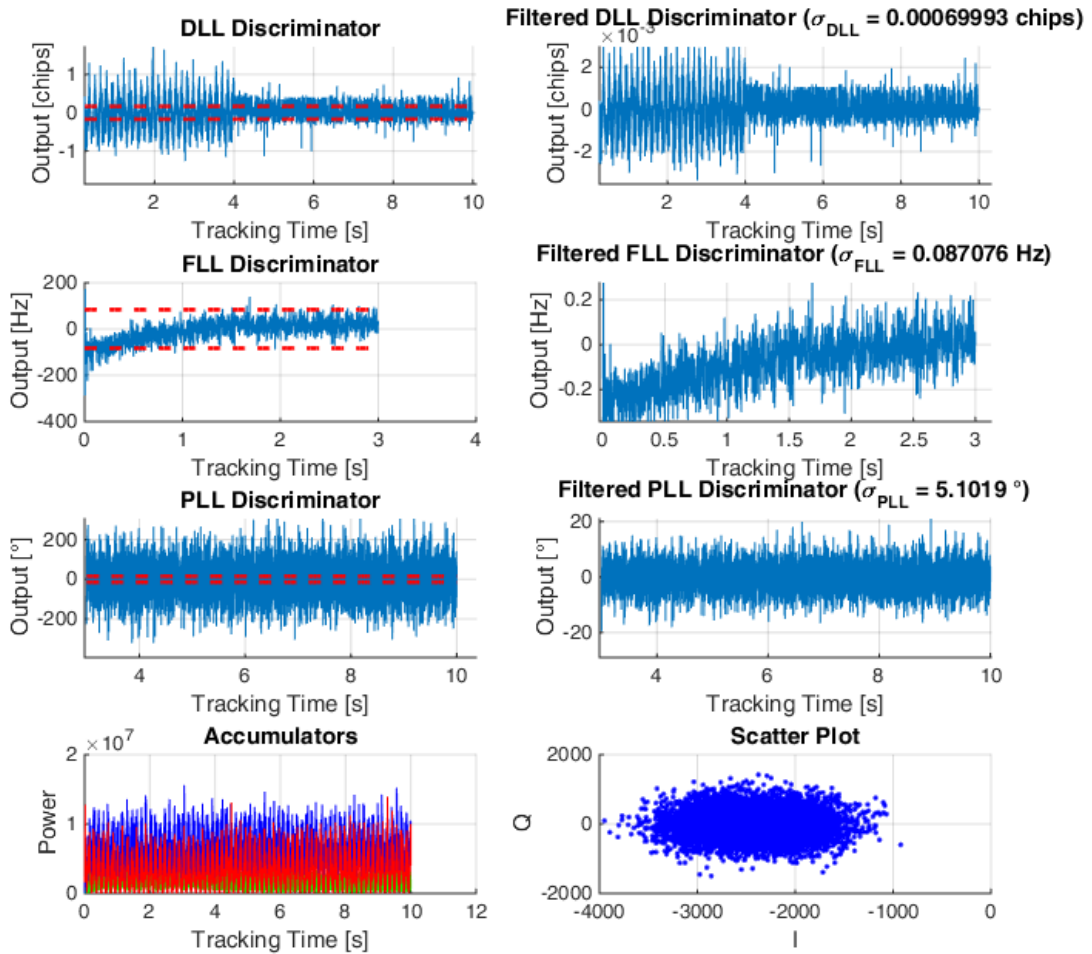 DLL Discriminator
Output [chips]
1
0
-1
2
4
6
8
10
Tracking Time [s]
Filtered DLL Discriminator (σDLL = 0.00069993 chips)
×10-3
Output [chips]
2
0
-2
2
4
6
8
10
Tracking Time [s]
FLL Discriminator
Output [Hz]
200
0
-200
-400
0
1
2
3
4
Tracking Time [s]
Filtered FLL Discriminator (σFLL = 0.087076 Hz)
Output [Hz]
0.2
0
-0.2
0
0.5
1
1.5
2
2.5
3
Tracking Time [s]
PLL Discriminator
Output [°]
200
0
-200
4
6
8
10
Tracking Time [s]
Filtered PLL Discriminator (σPLL = 5.1019 °)
Output [°]
20
0
-20
4
6
8
10
Tracking Time [s]
Accumulators
×107
Power
2
1
0
0
2
4
6
8
10
12
Tracking Time [s]
Scatter Plot
Q
2000
0
-2000
-4000
-3000
-2000
-1000
0
I